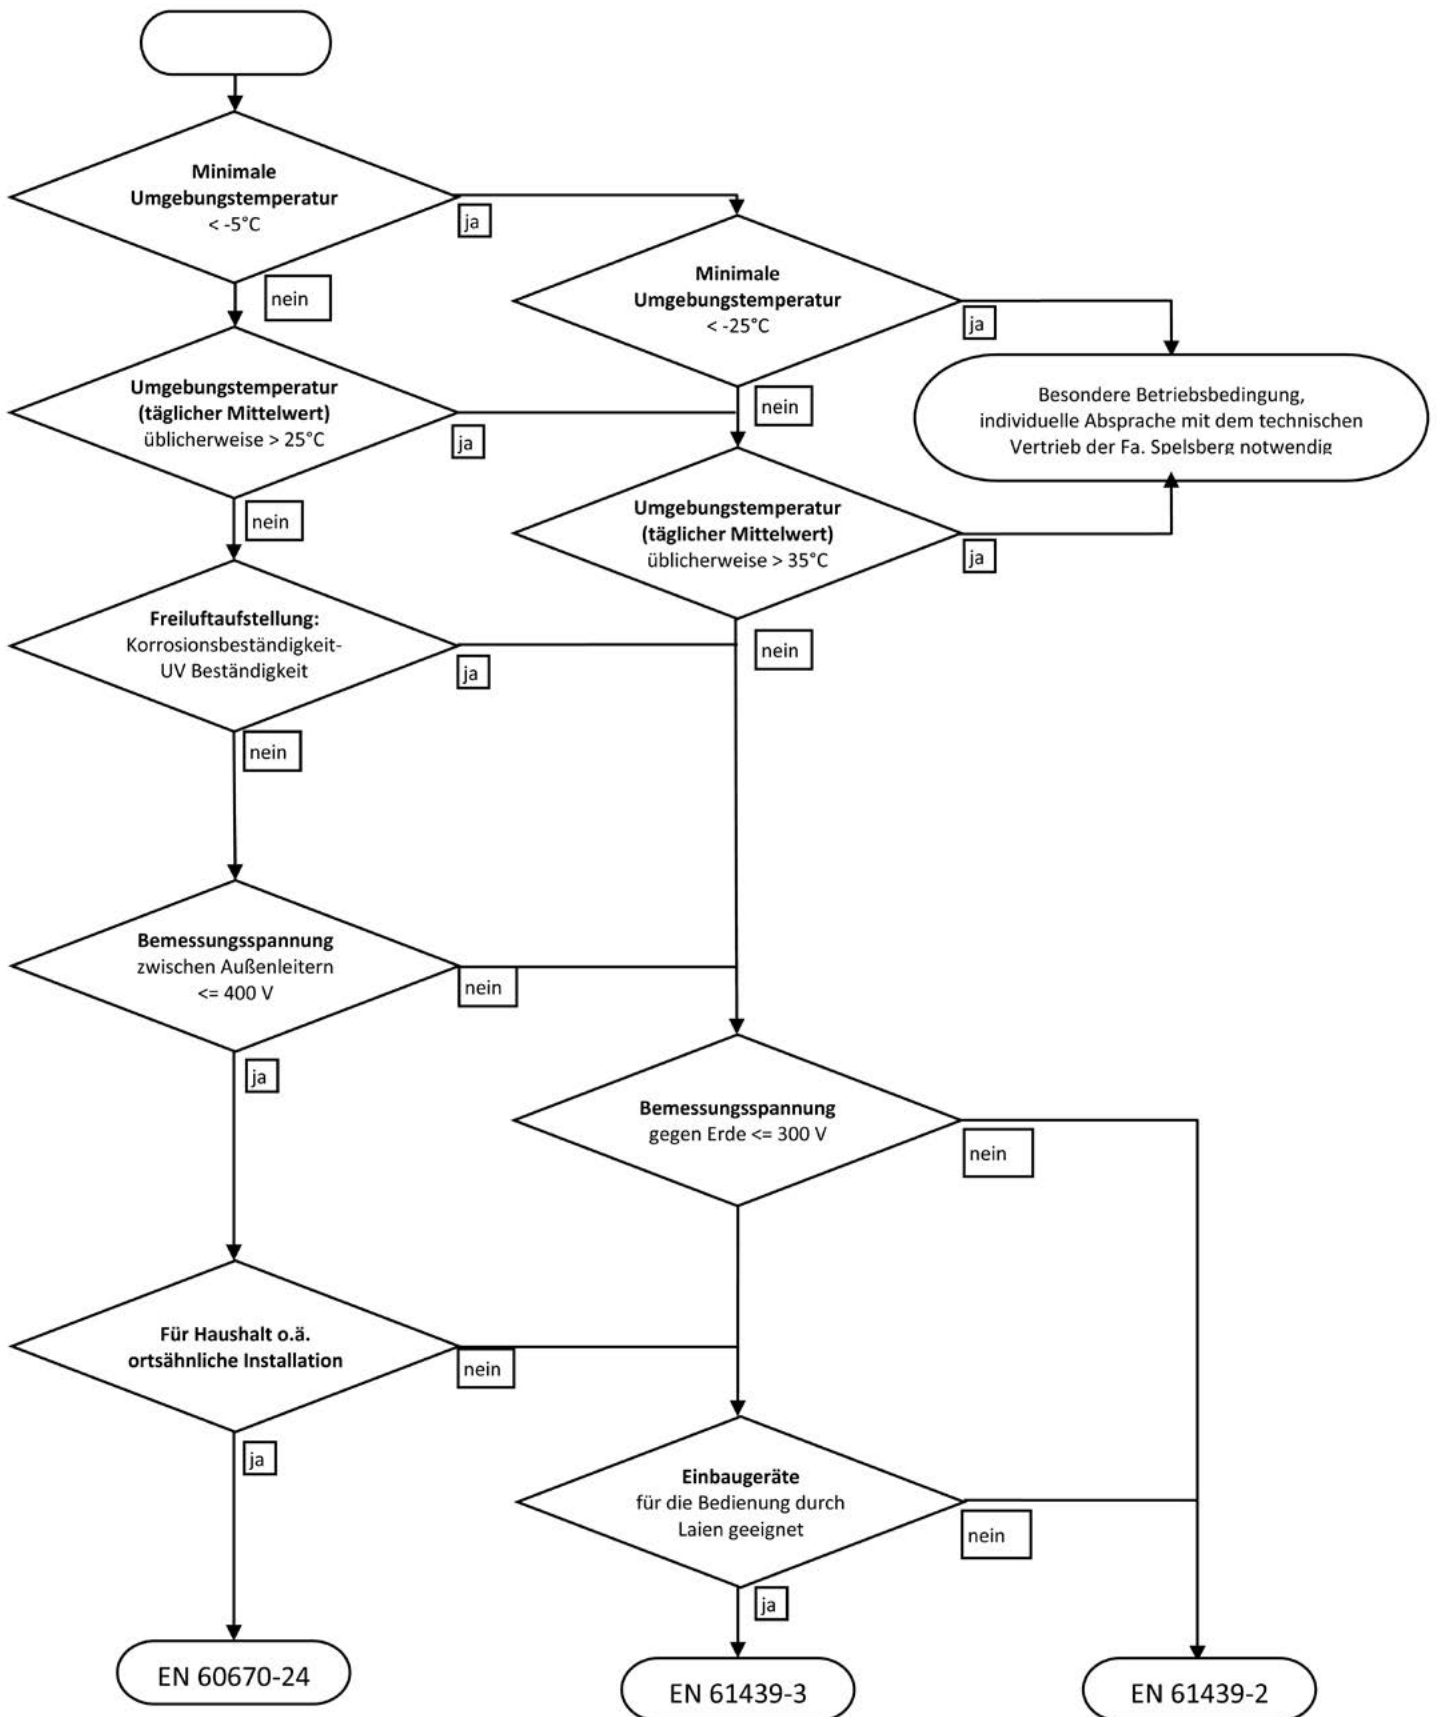 Minimale
Umgebungstemperatur
< -5°C
ja
nein
Minimale
Umgebungstemperatur
< -25°C
ja
nein
Besondere Betriebsbedingung,
individuelle Absprache mit dem technischen
Vertrieb der Fa. Spelsberg notwendig
Umgebungstemperatur
(täglicher Mittelwert)
üblicherweise > 25°C
ja
nein
Umgebungstemperatur
(täglicher Mittelwert)
üblicherweise > 35°C
ja
nein
Freiluftaufstellung:
Korrosionsbeständigkeit-
UV Beständigkeit
ja
nein
Bemessungsspannung
zwischen Außenleitern
<= 400 V
nein
ja
Bemessungsspannung
gegen Erde <= 300 V
nein
Für Haushalt o.ä.
ortsähnliche Installation
nein
ja
Einbaugeräte
für die Bedienung durch
Laien geeignet
nein
ja
EN 60670-24
EN 61439-3
EN 61439-2